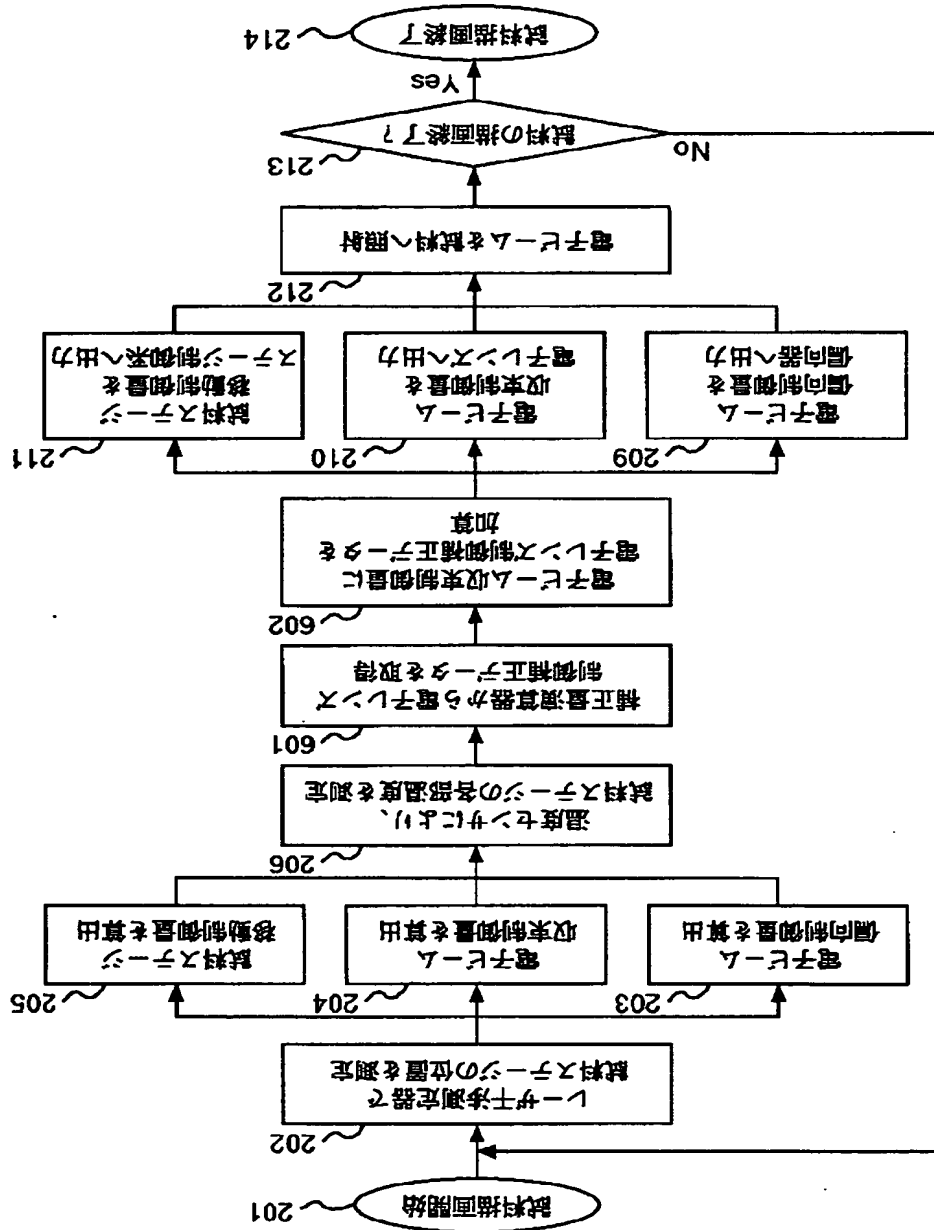 試料描画開始
201
レーザ干渉測定器で
試料ステージの位置を測定
202
電子ビーム
偏向制御量を算出
203
電子ビーム
収束制御量を算出
204
試料ステージ
移動制御量を算出
205
温度センサにより、
試料ステージの各部温度を測定
206
補正量演算器から電子レンズ
制御補正データを取得
601
電子ビーム収束制御量に
電子レンズ制御補正データを
加算
602
電子ビーム
偏向制御量を
偏向器へ出力
209
電子ビーム
収束制御量を
電子レンズへ出力
210
試料ステージ
移動制御量を
ステージ制御系へ出力
211
電子ビームを試料へ照射
212
試料の描画終了?
213
No
Yes
試料描画終了
214